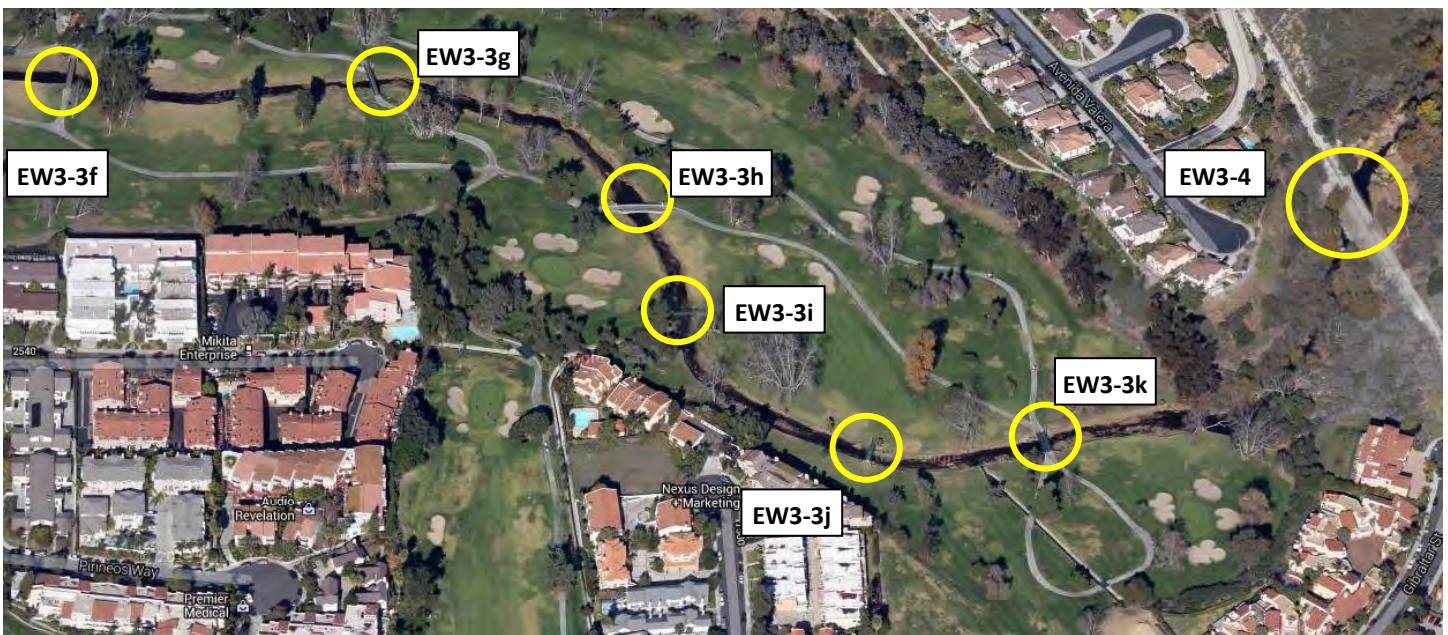 EW3-3g
Avenida Valera
EW3-3f
EW3-3h
EW3-4
EW3-3i
Mikita
Enterprise
2540
EW3-3k
Nexus Design
+ Marketing
EW3-3j
Audio
Revelation
Pirineos Way
Premier
Medical
Gibraltar St